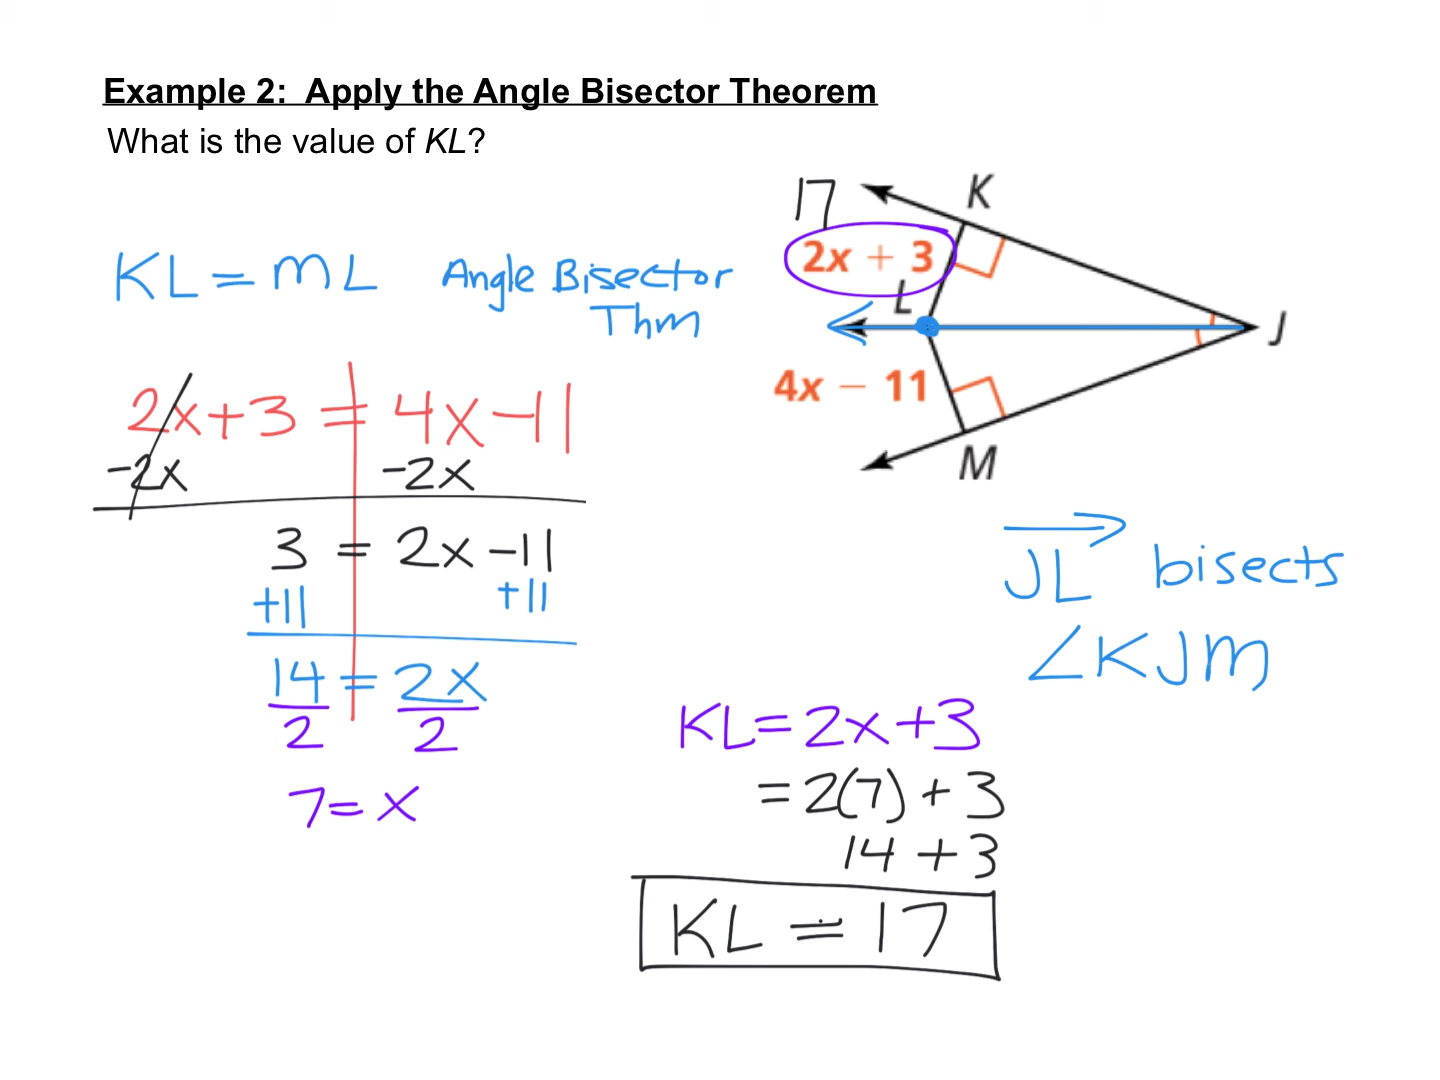 Example 2:  Apply the Angle Bisector Theorem
What is the value of KL?
17
K
2x + 3
L
J
4x − 11
M
KL = mL Angle Bisector
Thm
2x+3 = 4x-11
-2x -2x
3 = 2x-11
+11 +11
14 = 2x
2 2
7=x
JL bisects
∠KJM
KL=2x+3
=2(7)+3
14+3
KL = 17